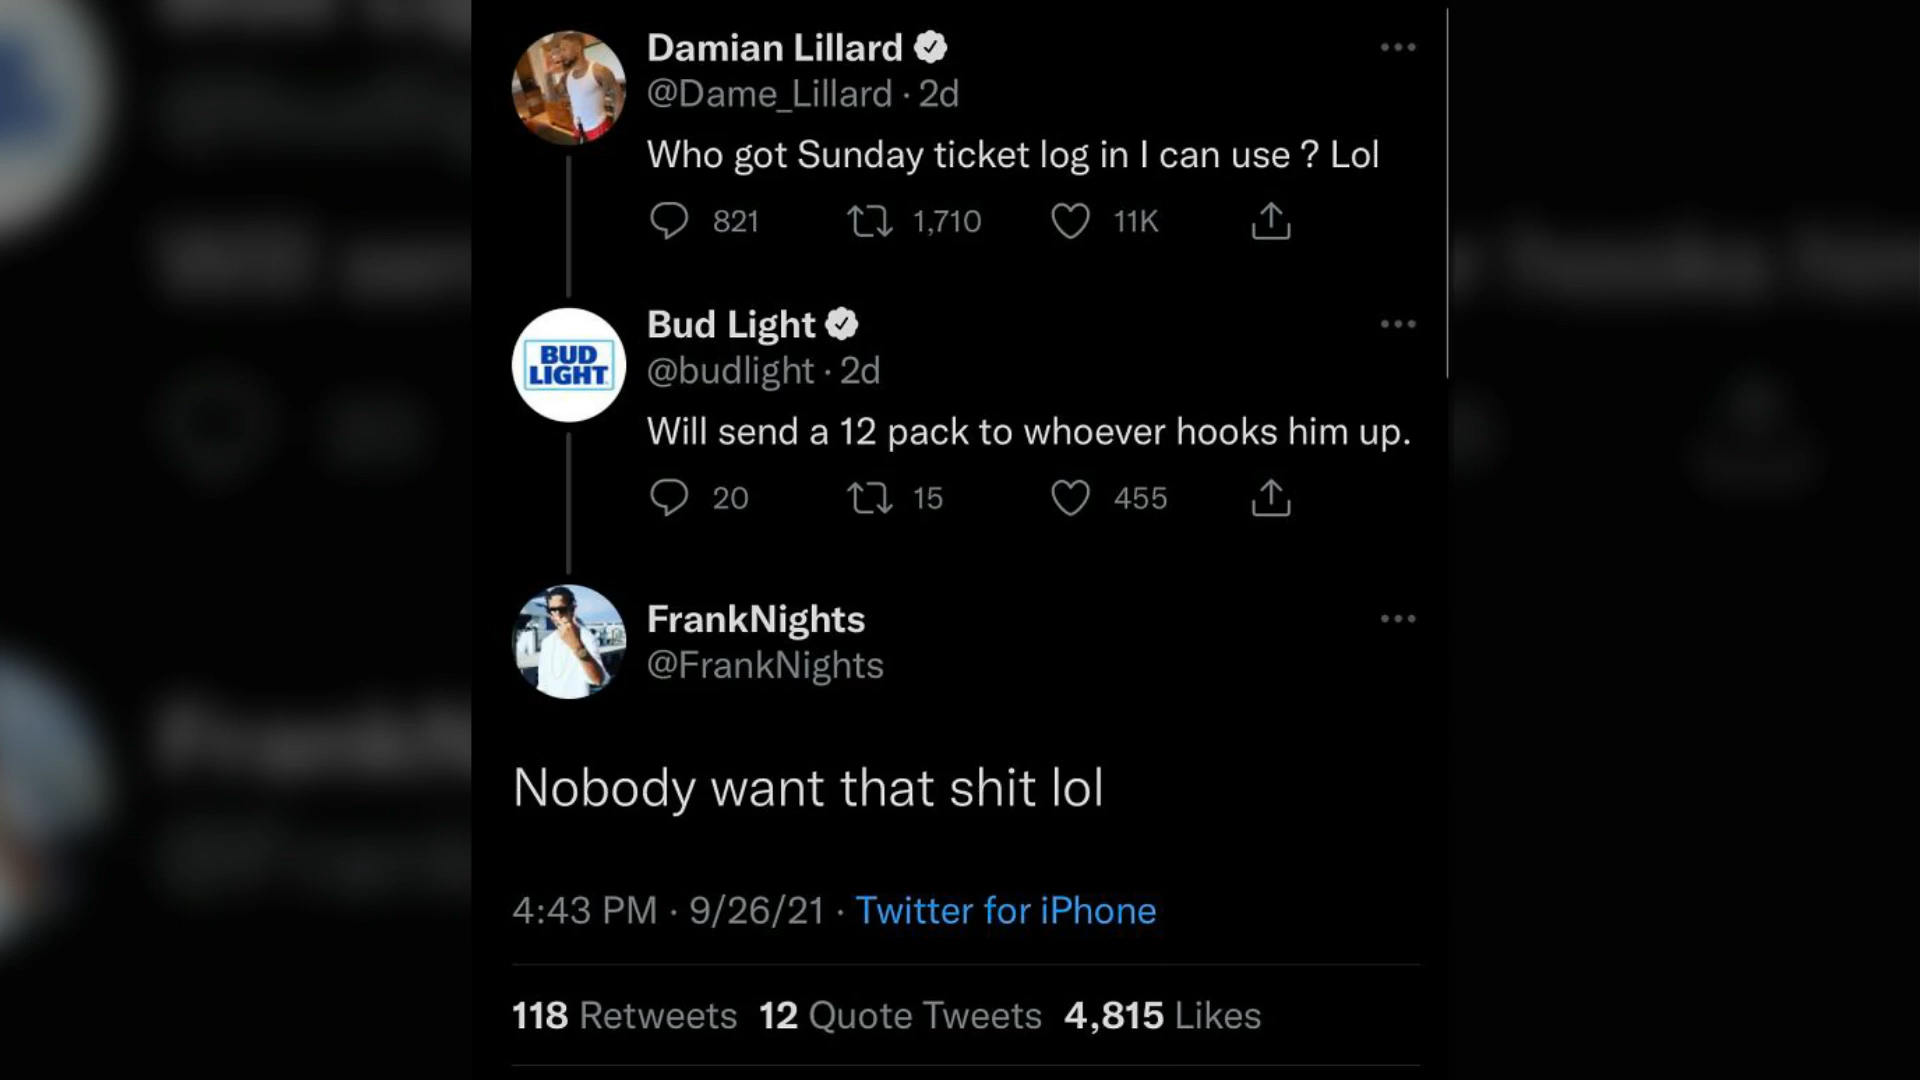 Damian Lillard
@Dame_Lillard · 2d
Who got Sunday ticket log in I can use ? Lol
821 1,710 11K
BUD
LIGHT
Bud Light
@budlight · 2d
Will send a 12 pack to whoever hooks him up.
20 15 455
FrankNights
@FrankNights
Nobody want that shit lol
4:43 PM · 9/26/21 · Twitter for iPhone
118 Retweets 12 Quote Tweets 4,815 Likes